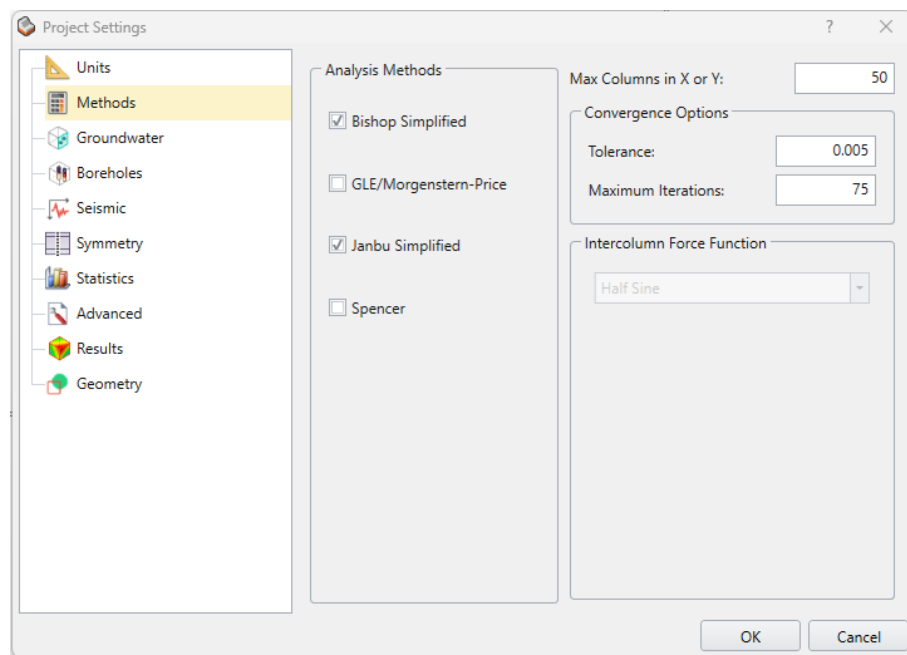 Project Settings
?
Units
Methods
Groundwater
Boreholes
Seismic
Symmetry
Statistics
Advanced
Results
Geometry
Analysis Methods
Bishop Simplified
GLE/Morgenstern-Price
Janbu Simplified
Spencer
Max Columns in X or Y: 50
Convergence Options
Tolerance: 0.005
Maximum Iterations: 75
Intercolumn Force Function
Half Sine
OK Cancel